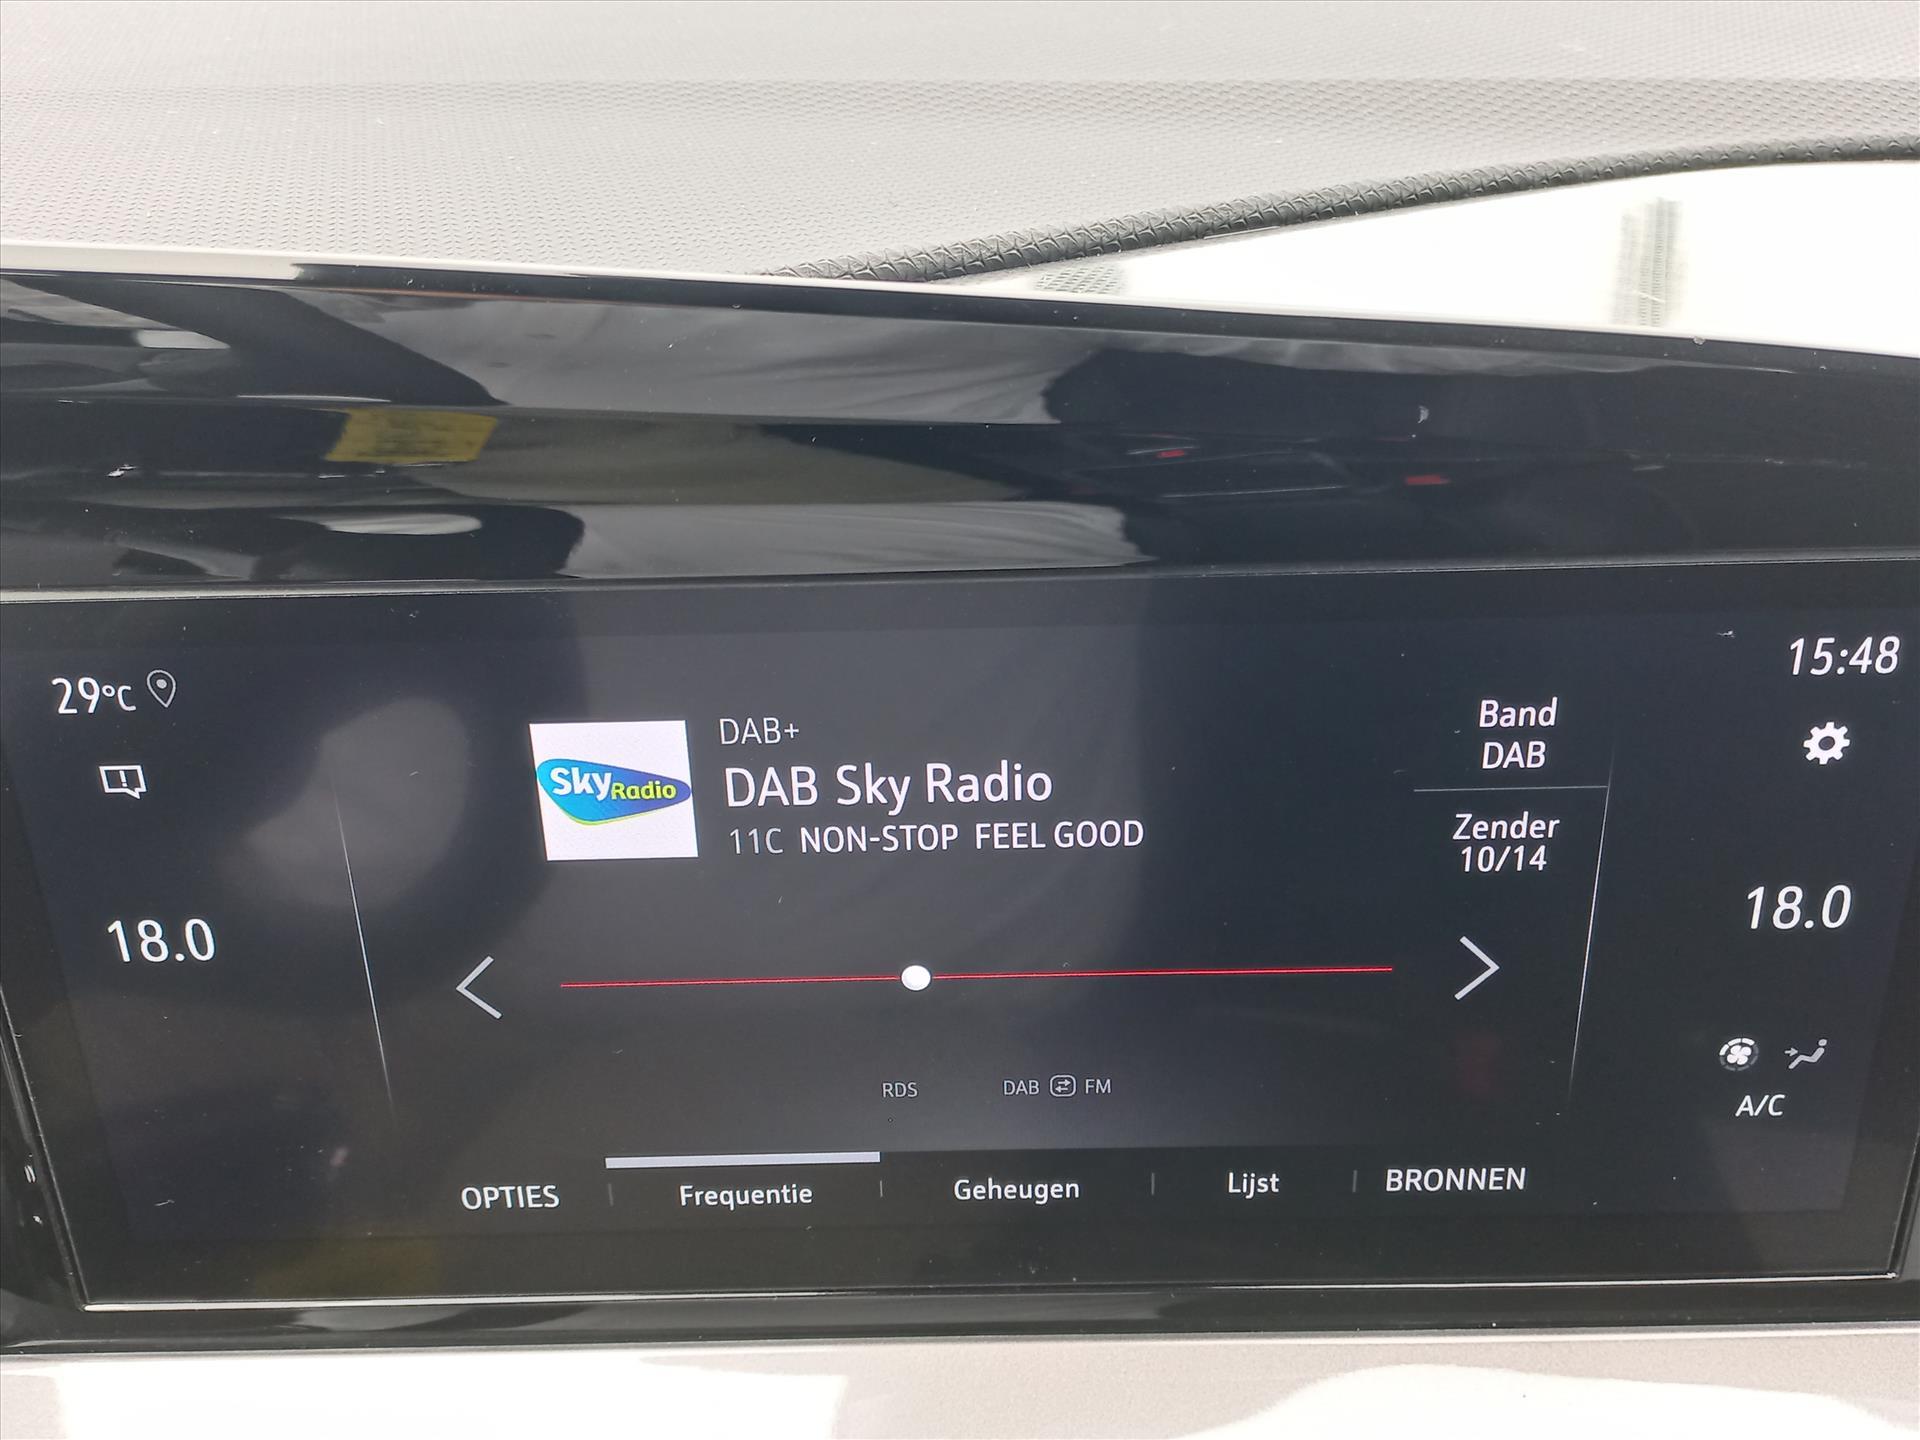 29°C
15:48
Sky Radio
DAB+
DAB Sky Radio
11C NON-STOP FEEL GOOD
Band
DAB
Zender
10/14
18.0
18.0
RDS
DAB FM
A/C
OPTIES
Frequentie
Geheugen
Lijst
BRONNEN